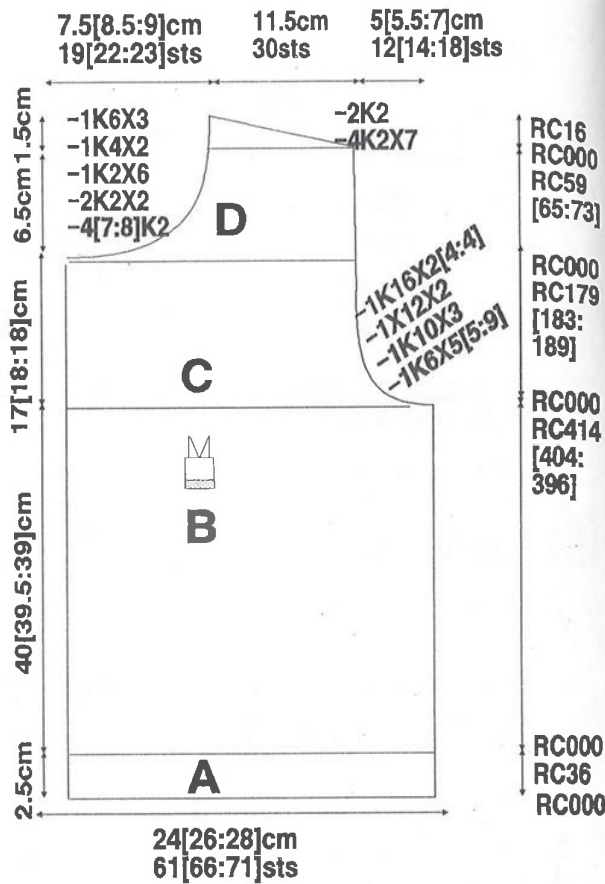 7.5[8.5:9]cm
19[22:23]sts
11.5cm
30sts
5[5.5:7]cm
12[14:18]sts
1.5cm
6.5cm
17[18:18]cm
40[39.5:39]cm
2.5cm
-1K6X3
-1K4X2
-1K2X6
-2K2X2
-4[7:8]K2
-2K2
-4K2X7
D
-1K16X2[4:4]
-1X12X2
-1K10X3
-1K6X5[5:9]
C
B
A
RC16
RC000
RC59
[65:73]
RC000
RC179
[183:
189]
RC000
RC414
[404:
396]
RC000
RC36
RC000
24[26:28]cm
61[66:71]sts